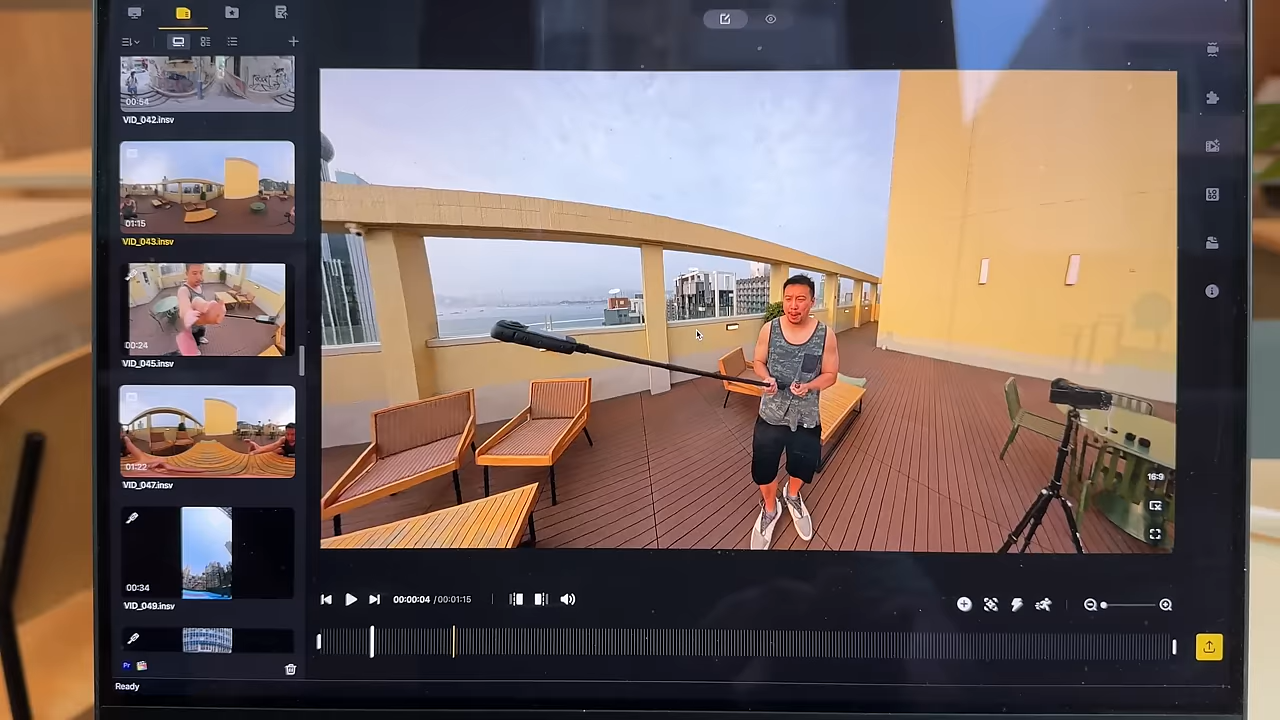 00:54
VID_042.insv
01:15
VID_043.insv
00:24
VID_045.insv
01:22
VID_047.insv
00:34
VID_049.insv
Pr
Ready
16:9
00:00:04 / 00:01:15